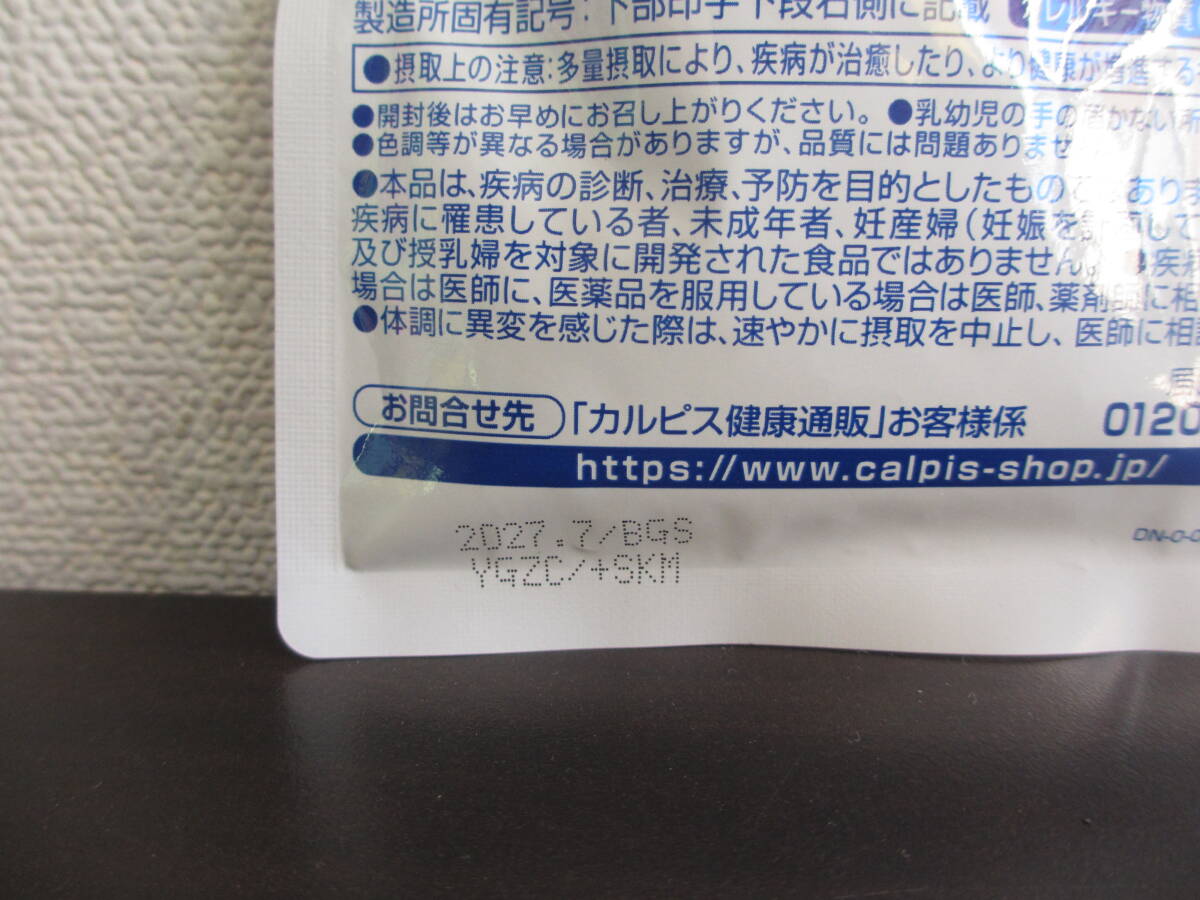 製造所固有記号:下部印字下段右側に記載 アレルギー物質
●摂取上の注意:多量摂取により、疾病が治癒したり、より健康が増進する
●開封後はお早めにお召し上がりください。 ●乳幼児の手の届かない所
●色調等が異なる場合がありますが、品質には問題ありません。
●本品は、疾病の診断、治療、予防を目的としたものではありま
疾病に罹患している者、未成年者、妊産婦(妊娠を計画して
及び授乳婦を対象に開発された食品ではありません。 疾病
場合は医師に、医薬品を服用している場合は医師、薬剤師に相
●体調に異変を感じた際は、速やかに摂取を中止し、医師に相
お問合せ先 「カルピス健康通販」お客様係 0120
https://www.calpis-shop.jp/
DN-O-0
2027.7/BGS
YGZC/+SKM